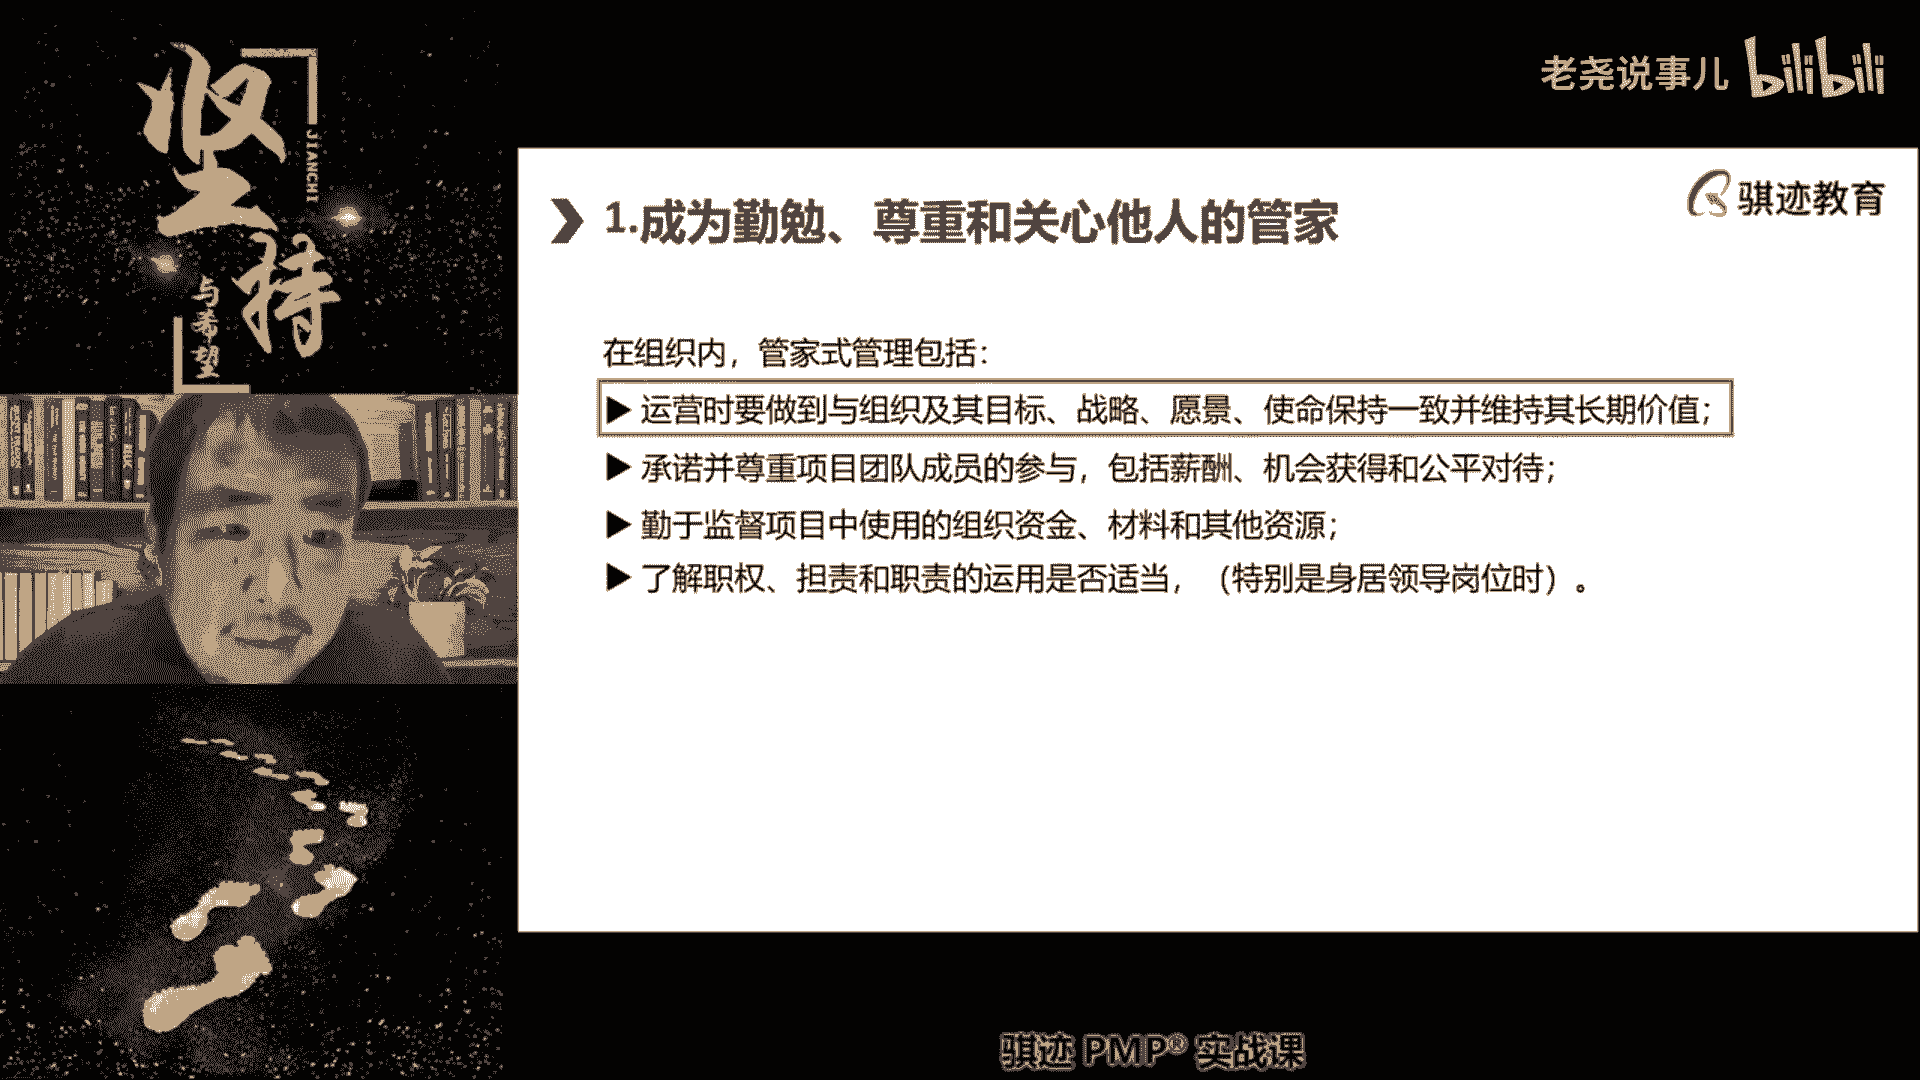 坚持
JIANCHI
与希望
老尧说事儿 bilibili
骐迹教育
1.成为勤勉、尊重和关心他人的管家
在组织内，管家式管理包括：
▶ 运营时要做到与组织及其目标、战略、愿景、使命保持一致并维持其长期价值；
▶ 承诺并尊重项目团队成员的参与，包括薪酬、机会获得和公平对待；
▶ 勤于监督项目中使用的组织资金、材料和其他资源；
▶ 了解职权、担责和职责的运用是否适当，（特别是身居领导岗位时）。
骐迹 PMP® 实战课